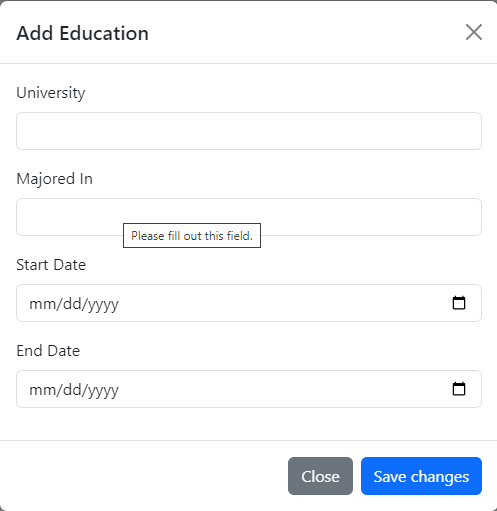 Add Education
University
Majored In
Please fill out this field.
Start Date
mm/dd/yyyy
End Date
mm/dd/yyyy
Close Save changes